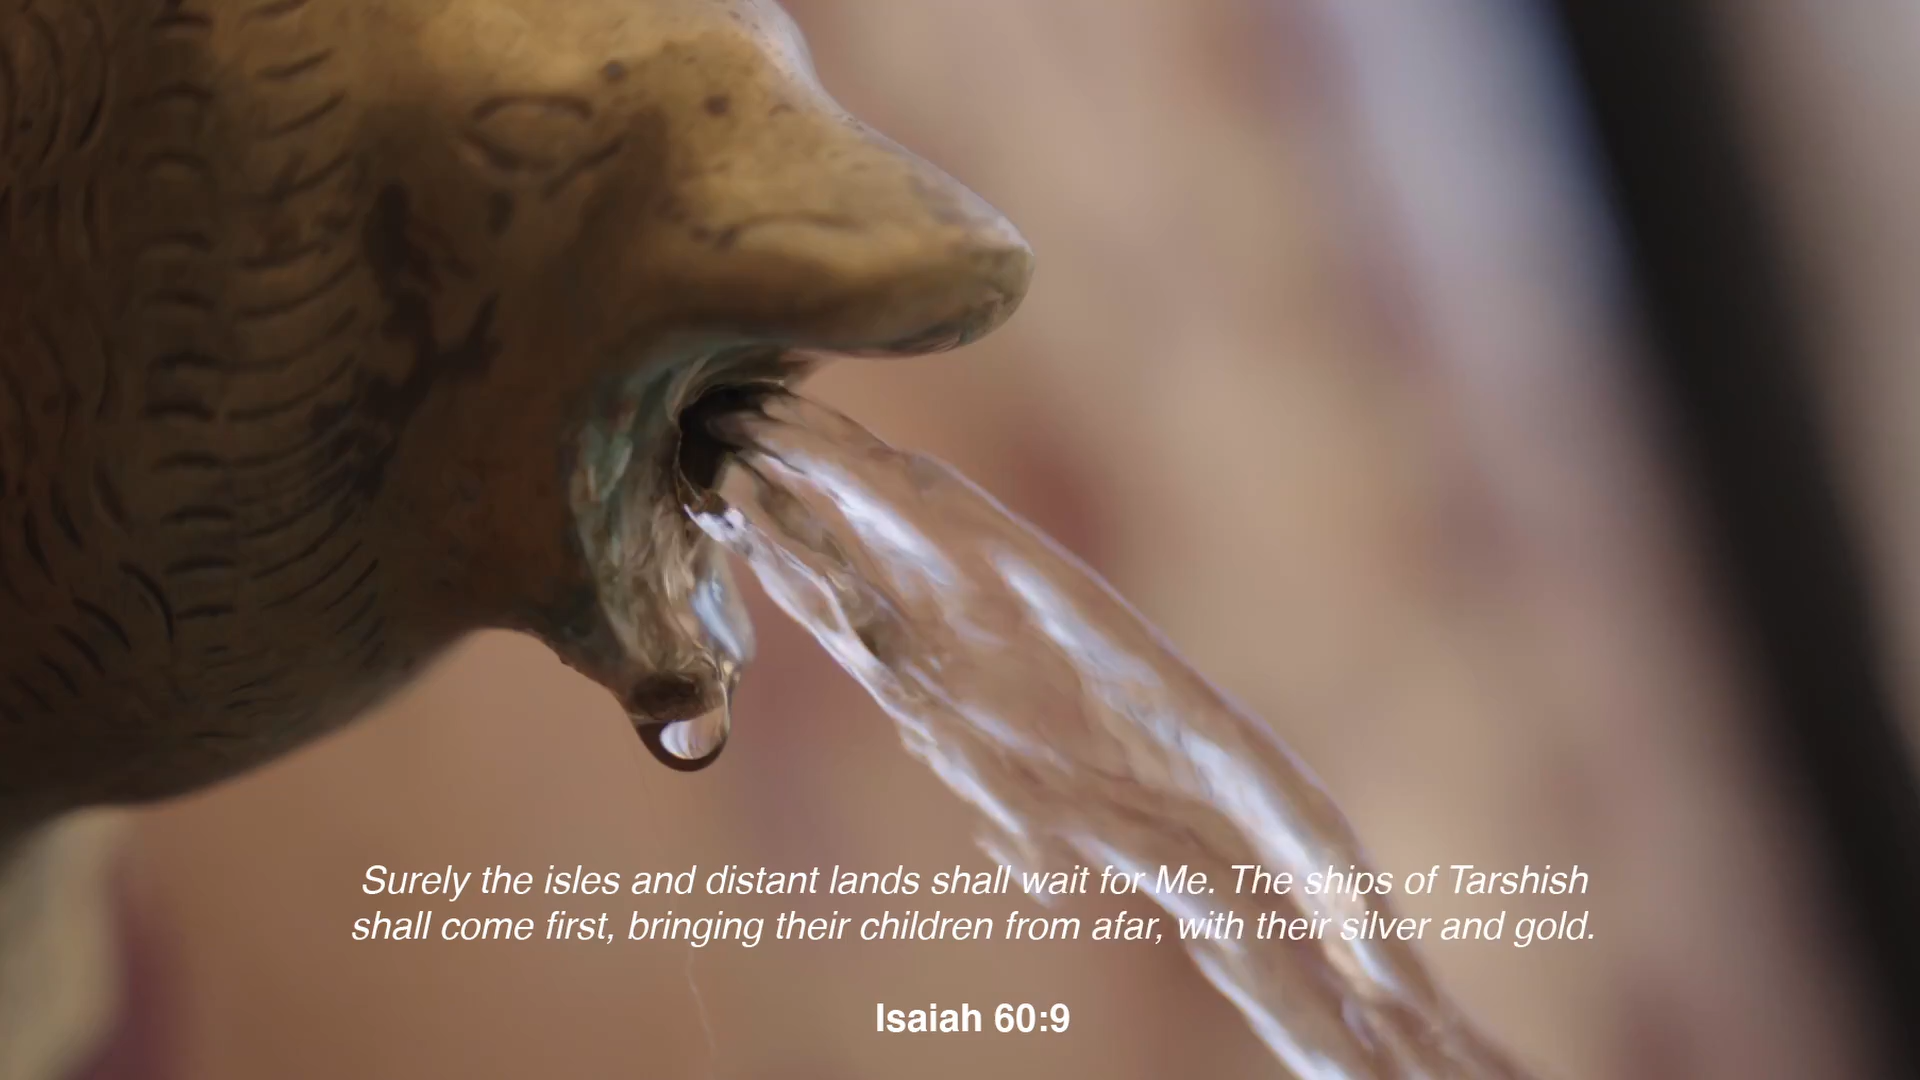 Surely the isles and distant lands shall wait for Me. The ships of Tarshish
shall come first, bringing their children from afar, with their silver and gold.
Isaiah 60:9